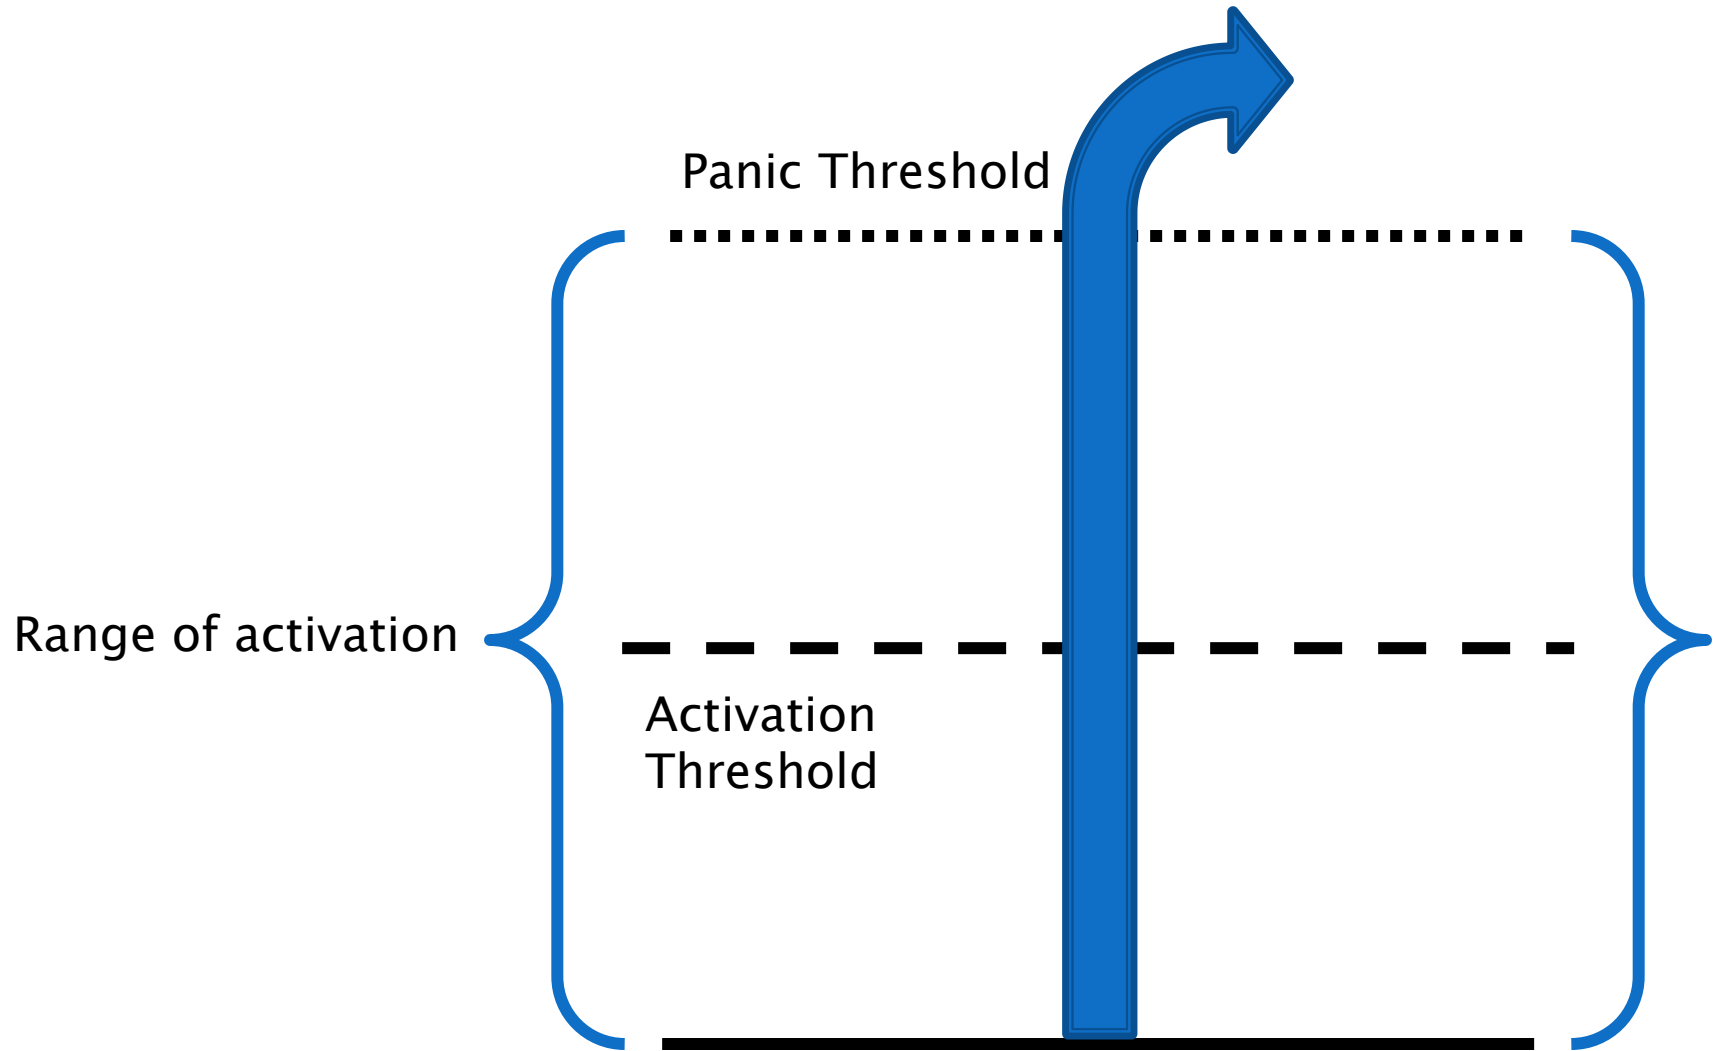 Panic Threshold
Range of activation
Activation
Threshold